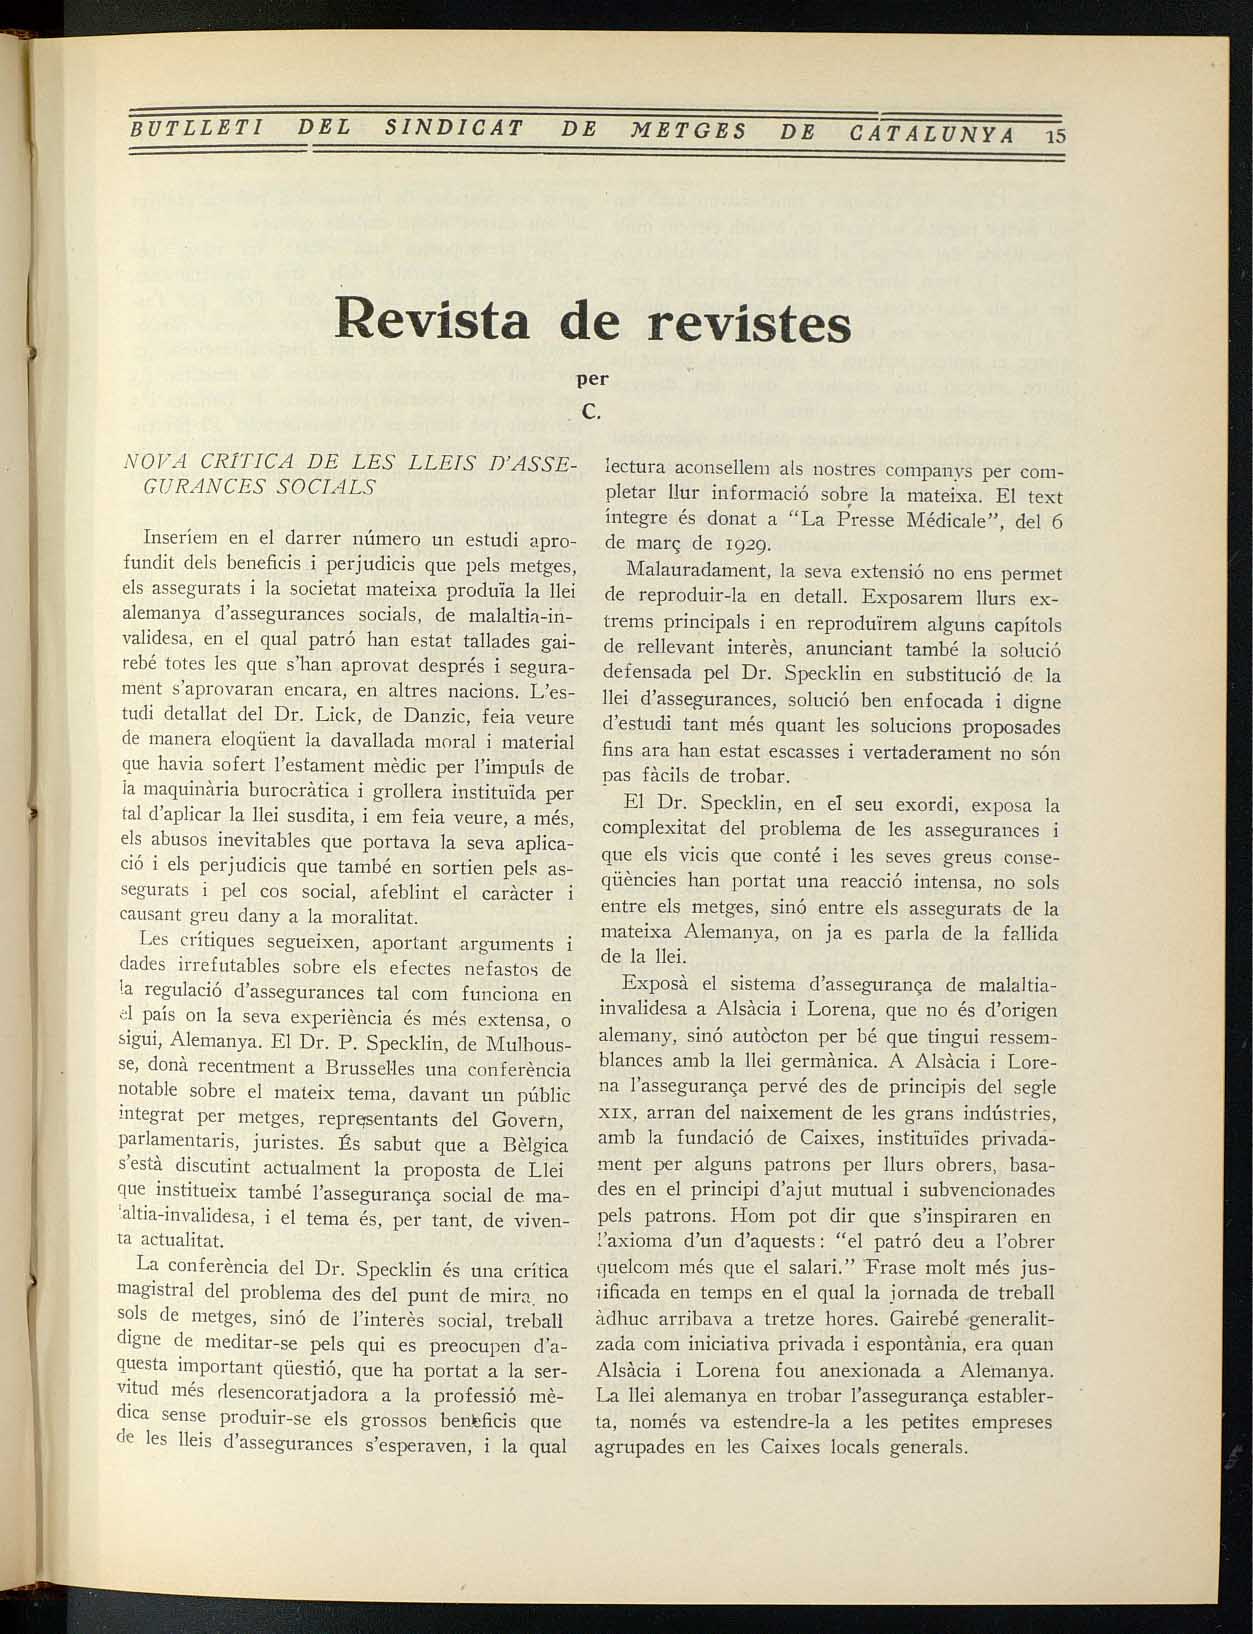 BUTLLETI DEL SINDICAT DE METGES DE CATALUNYA 15
Revista de revistes
per
C.
NOVA CRÍTICA DE LES LLEIS D'ASSE-
GURANCES SOCIALS
Inseríem en el darrer número un estudi apro-
fundit dels beneficis i perjudicis que pels metges,
els assegurats i la societat mateixa produïa la llei
alemanya d'assegurances socials, de malaltia-in-
validesa, en el qual patró han estat tallades gai-
rebé totes les que s'han aprovat després i segura-
ment s'aprovaran encara, en altres nacions. L'es-
tudi detallat del Dr. Lick, de Danzic, feia veure
de manera eloqüent la davallada moral i material
que havia sofert l'estament mèdic per l'impuls de
la maquinària burocràtica i grollera instituïda per
tal d'aplicar la llei susdita, i em feia veure, a més,
els abusos inevitables que portava la seva aplica-
ció i els perjudicis que també en sortien pels as-
segurats i pel cos social, afeblint el caràcter i
causant greu dany a la moralitat.
Les crítiques segueixen, aportant arguments i
dades irrefutables sobre els efectes nefastos de
la regulació d'assegurances tal com funciona en
el país on la seva experiència és més extensa, o
sigui, Alemanya. El Dr. P. Specklin, de Mulhous-
se, donà recentment a Brusselles una conferència
notable sobre el mateix tema, davant un públic
integrat per metges, representants del Govern,
parlamentaris, juristes. És sabut que a Bèlgica
s'està discutint actualment la proposta de Llei
que institueix també l'assegurança social de ma-
laltia-invalidesa, i el tema és, per tant, de viven-
ta actualitat.
La conferència del Dr. Specklin és una crítica
magistral del problema des del punt de mira, no
sols de metges, sinó de l'interès social, treball
digne de meditar-se pels qui es preocupen d'a-
questa important qüestió, que ha portat a la ser-
vitud més desencoratjadora a la professió mè-
dica sense produir-se els grossos beneficis que
de les lleis d'assegurances s'esperaven, i la qual
lectura aconsellem als nostres companys per com-
pletar llur informació sobre la mateixa. El text
íntegre és donat a "La Presse Médicale", del 6
de març de 1929.
Malauradament, la seva extensió no ens permet
de reproduir-la en detall. Exposarem llurs ex-
trems principals i en reproduïrem alguns capítols
de rellevant interès, anunciant també la solució
defensada pel Dr. Specklin en substitució de la
llei d'assegurances, solució ben enfocada i digne
d'estudi tant més quant les solucions proposades
fins ara han estat escasses i vertaderament no són
pas fàcils de trobar.
El Dr. Specklin, en el seu exordi, exposa la
complexitat del problema de les assegurances i
que els vicis que conté i les seves greus conse-
qüències han portat una reacció intensa, no sols
entre els metges, sinó entre els assegurats de la
mateixa Alemanya, on ja es parla de la fallida
de la llei.
Exposà el sistema d'assegurança de malaltia-
invalidesa a Alsàcia i Lorena, que no és d'origen
alemany, sinó autòcton per bé que tingui ressem-
blances amb la llei germànica. A Alsàcia i Lore-
na l'assegurança pervé des de principis del segle
XIX, arran del naixement de les grans indústries,
amb la fundació de Caixes, instituïdes privada-
ment per alguns patrons per llurs obrers, basa-
des en el principi d'ajut mutual i subvencionades
pels patrons. Hom pot dir que s'inspiraren en
l'axioma d'un d'aquests: "el patró deu a l'obrer
quelcom més que el salari." Frase molt més jus-
tificada en temps en el qual la jornada de treball
àdhuc arribava a tretze hores. Gairebé generalit-
zada com iniciativa privada i espontània, era quan
Alsàcia i Lorena fou anexionada a Alemanya.
La llei alemanya en trobar l'assegurança establer-
ta, només va estendre-la a les petites empreses
agrupades en les Caixes locals generals.